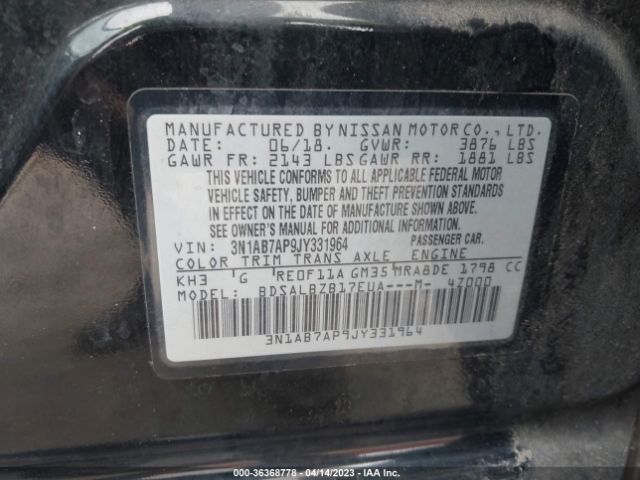 MANUFACTURED BY NISSAN MOTOR CO., LTD.
DATE: 06/18. GVWR: 3876 LBS
GAWR FR: 2143 LBS GAWR RR: 1881 LBS
THIS VEHICLE CONFORMS TO ALL APPLICABLE FEDERAL MOTOR
VEHICLE SAFETY, BUMPER AND THEFT PREVENTION STANDARDS
IN EFFECT ON THE DATE OF MANUFACTURE SHOWN ABOVE.
SEE OWNER'S MANUAL FOR ADDITIONAL INFORMATION.
VIN: 3N1AB7AP9JY331964 PASSENGER CAR.
COLOR TRIM TRANS AXLE ENGINE
KH3 'G RE0F11A GM35 MRA8DE 1798 CC
MODEL: BDSALBZB17EUA---M- 4Z000
3N1AB7AP9JY331964
000-36368778 - 04/14/2023 - IAA Inc.